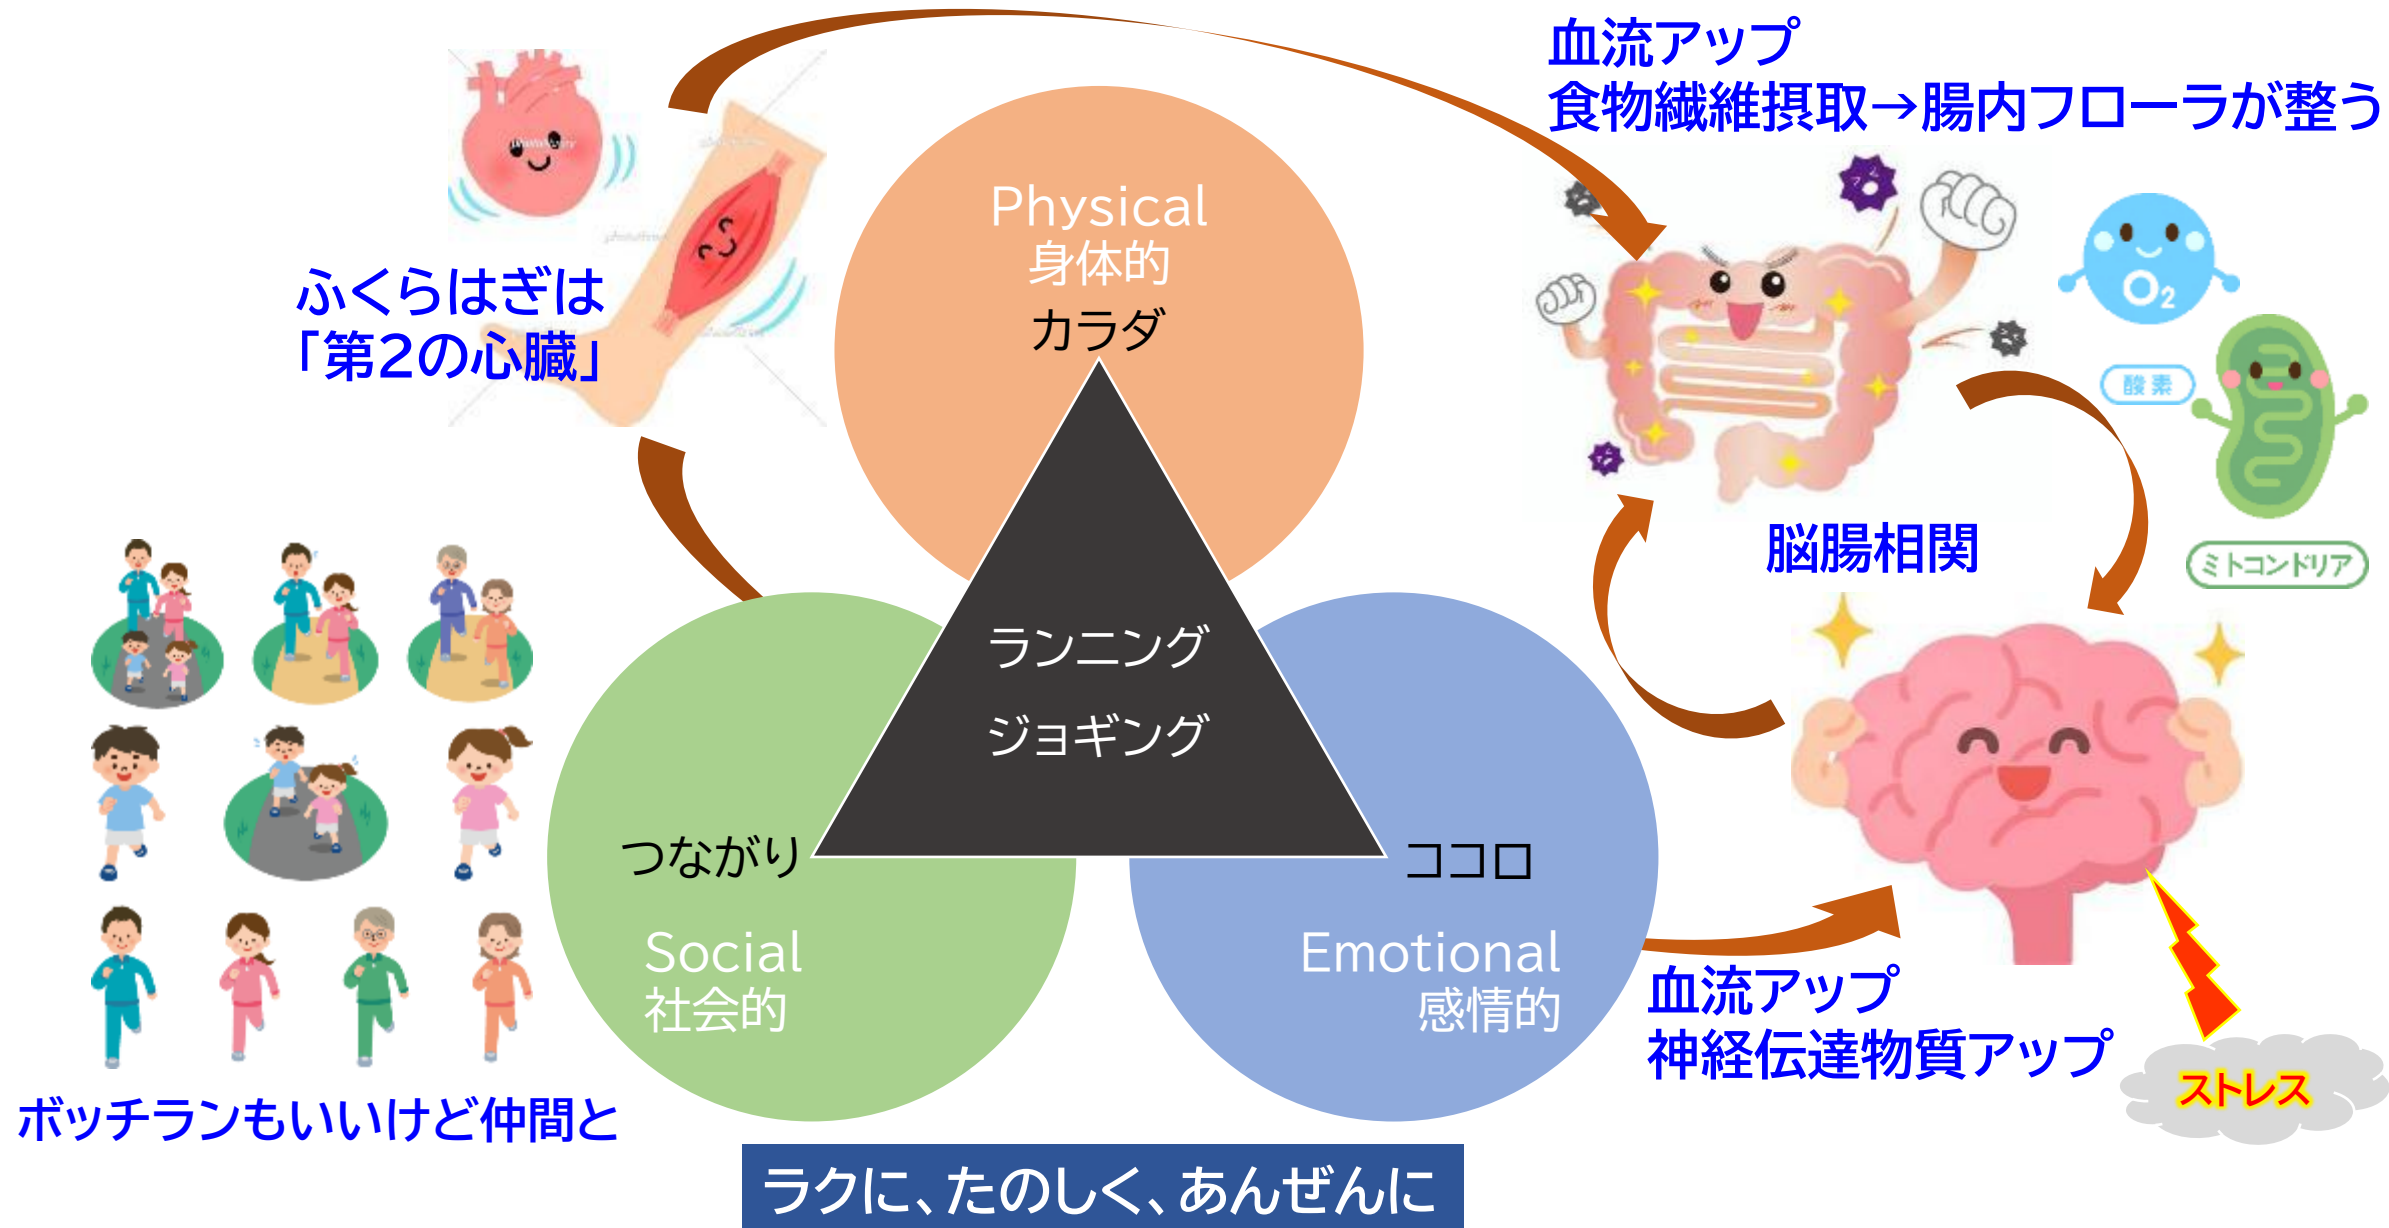 血流アップ
食物繊維摂取→腸内フローラが整う
Physical
身体的
カラダ
ふくらはぎは
「第2の心臓」
O2
酸素
ミトコンドリア
脳腸相関
ランニング
ジョギング
つながり
Social
社会的
ココロ
Emotional
感情的
血流アップ
神経伝達物質アップ
ストレス
ボッチランもいいけど仲間と
ラクに、たのしく、あんぜんに